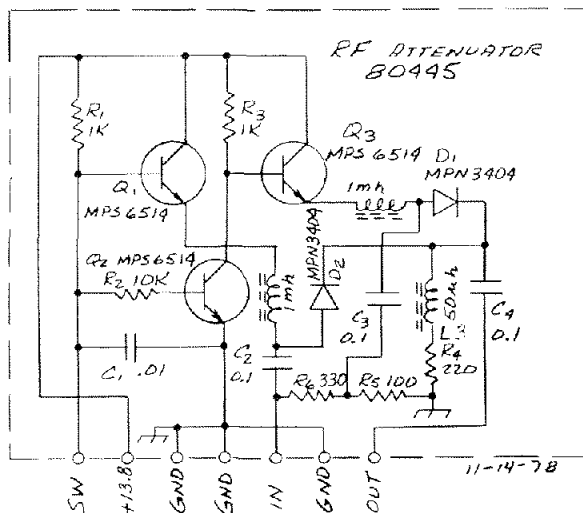 RF ATTENUATOR
80445
R1
1K
R3
1K
Q3
MPS 6514
D1
MPN 3404
Q1
MPS 6514
1mh
Q2 MPS 6514
R2 10K
1mh
MPN3404
D2
C3
0.1
50uh
L3
C4
0.1
C1 .01
C2
0.1
R4
220
R6 330
R5 100
SW
+13.8
GND
GND
IN
GND
OUT
11-14-78